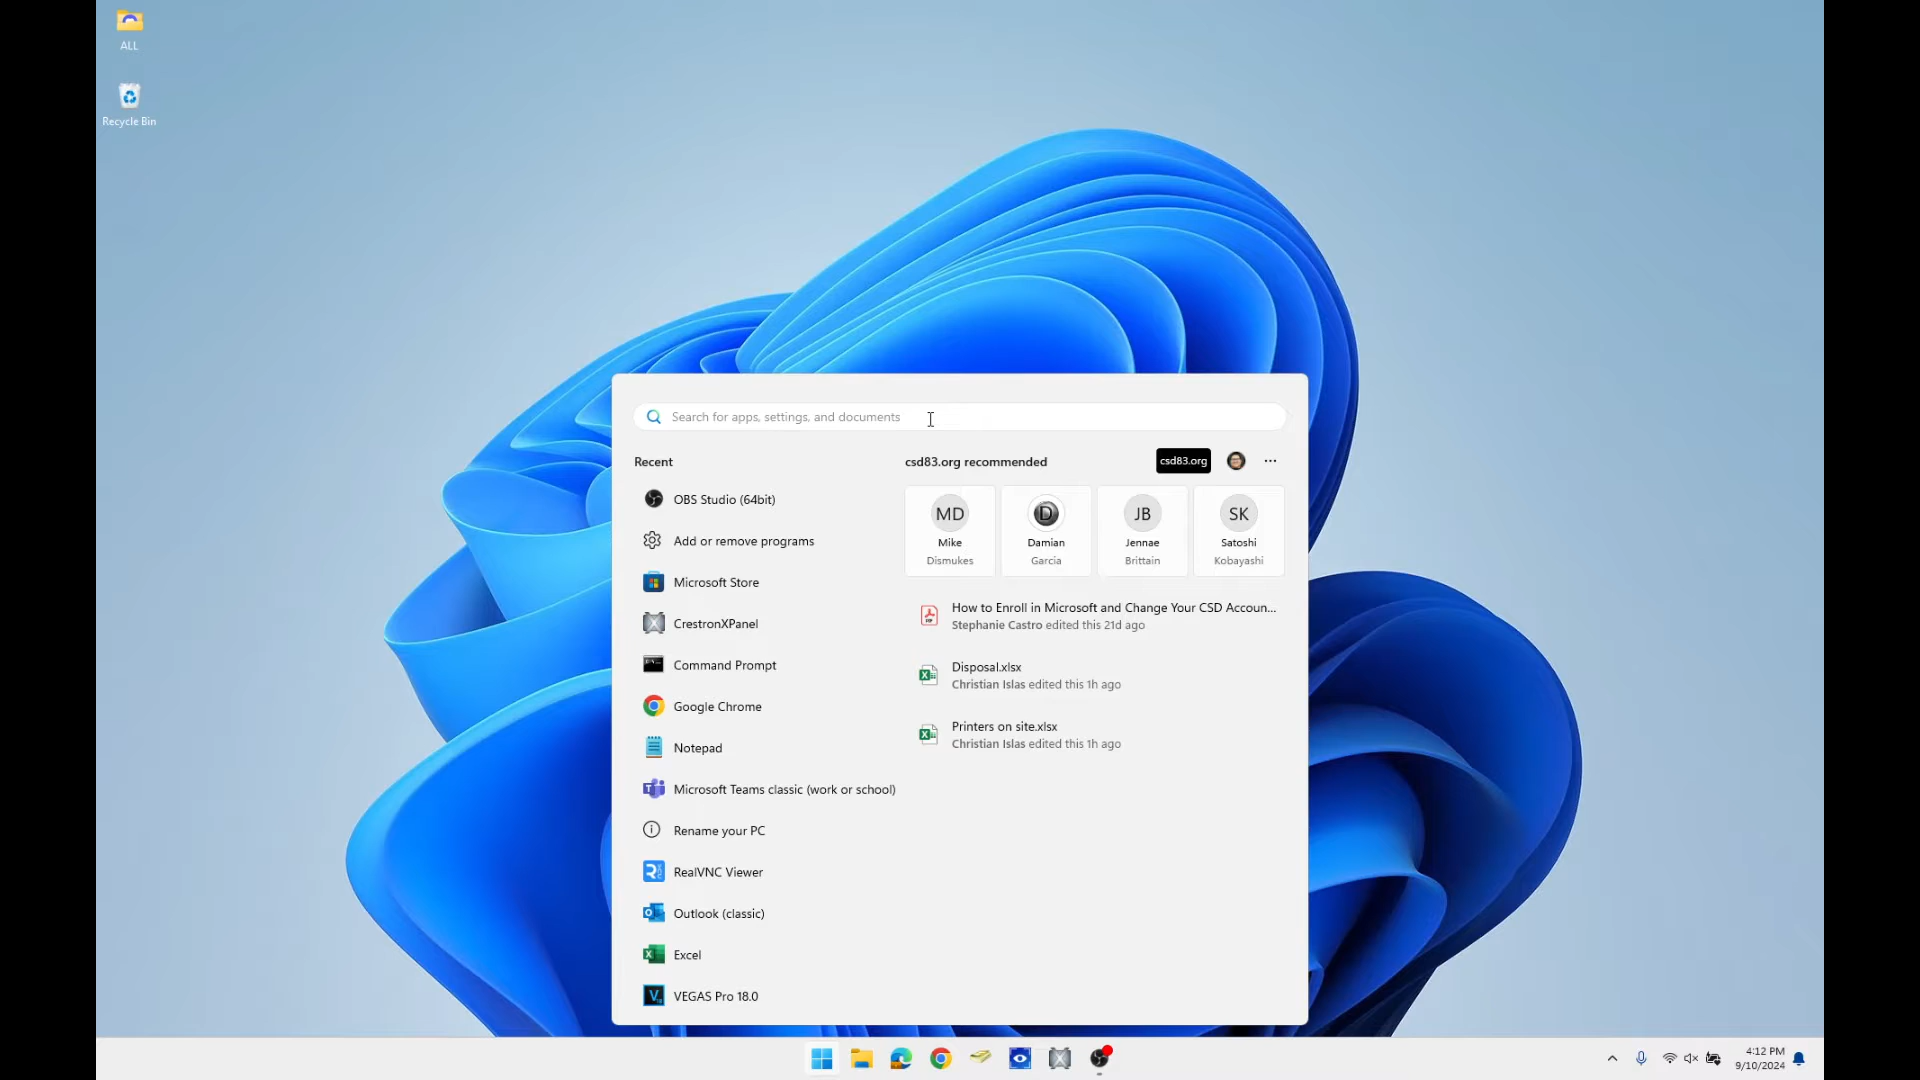 ALL
Recycle Bin
Search for apps, settings, and documents
Recent
OBS Studio (64bit)
Add or remove programs
Microsoft Store
CrestronXPanel
Command Prompt
Google Chrome
Notepad
Microsoft Teams classic (work or school)
Rename your PC
RealVNC Viewer
Outlook (classic)
Excel
VEGAS Pro 18.0
csd83.org recommended
csd83.org
MD
Mike
Dismukes
D
Damian
Garcia
JB
Jennae
Brittain
SK
Satoshi
Kobayashi
How to Enroll in Microsoft and Change Your CSD Accoun...
Stephanie Castro edited this 21d ago
Disposal.xlsx
Christian Islas edited this 1h ago
Printers on site.xlsx
Christian Islas edited this 1h ago
4:12 PM
9/10/2024